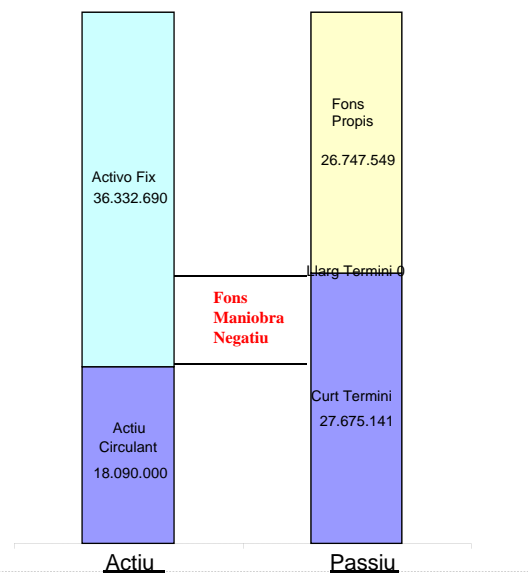 Fons
Propis
26.747.549
Activo Fix
36.332.690
Llarg Termini 0
Fons
Maniobra
Negatiu
Curt Termini
27.675.141
Actiu
Circulant
18.090.000
Actiu
Passiu